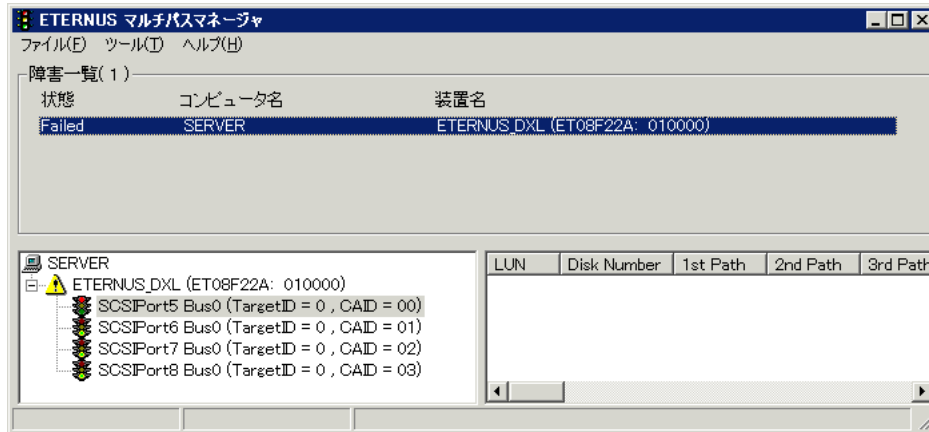 ETERNUS マルチパスマネージャ
ファイル(F) ツール(T) ヘルプ(H)
障害一覧( 1 )
状態 コンピュータ名 装置名
Failed SERVER ETERNUS_DXL (ET08F22A: 010000)
SERVER
ETERNUS_DXL (ET08F22A: 010000)
SCSIPort5 Bus0 (TargetID = 0 , CAID = 00)
SCSIPort6 Bus0 (TargetID = 0 , CAID = 01)
SCSIPort7 Bus0 (TargetID = 0 , CAID = 02)
SCSIPort8 Bus0 (TargetID = 0 , CAID = 03)
LUN Disk Number 1st Path 2nd Path 3rd Path